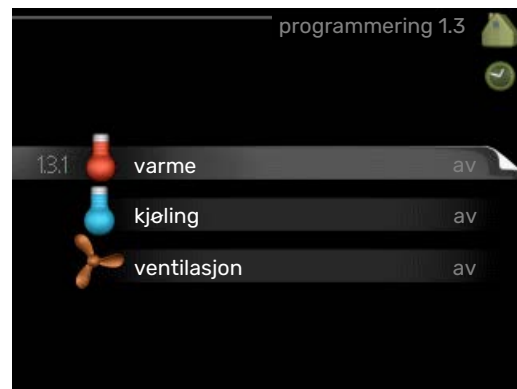 programmering 1.3
1.3.1 varme av
kjøling av
ventilasjon av